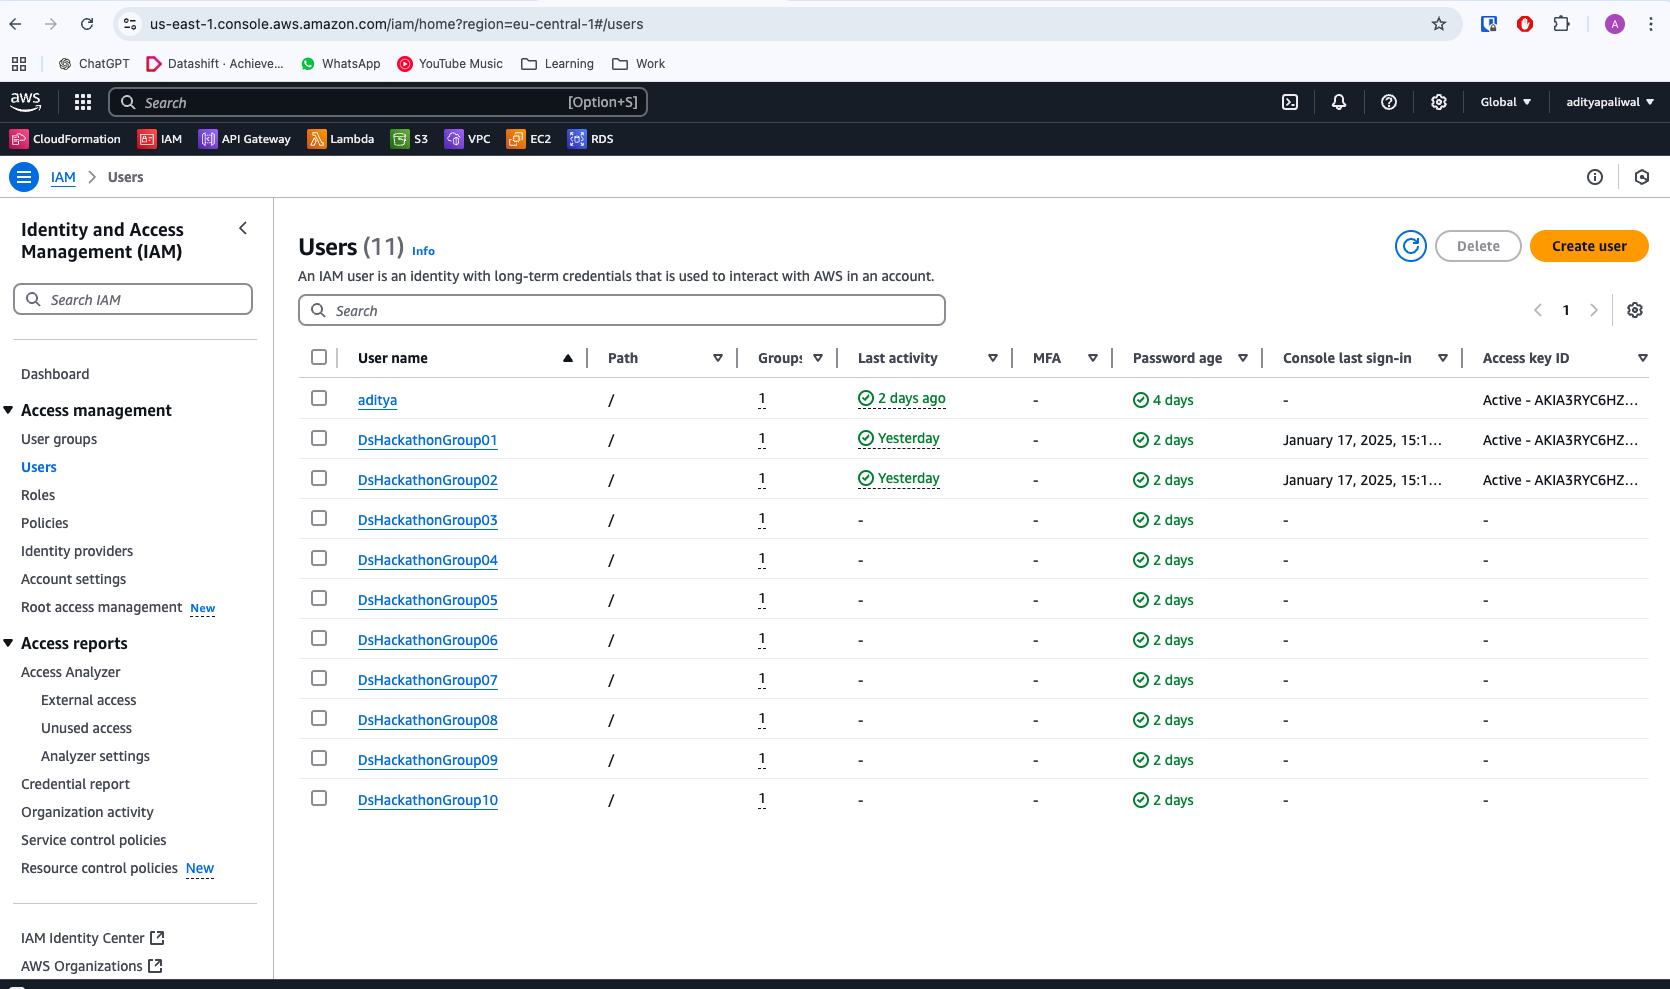 us-east-1.console.aws.amazon.com/iam/home?region=eu-central-1#/users
A
ChatGPT
Datashift · Achieve...
WhatsApp
YouTube Music
Learning
Work
aws
Search
[Option+S]
Global
adityapaliwal
CloudFormation
IAM
API Gateway
Lambda
S3
VPC
EC2
RDS
IAM
Users
Identity and Access
Management (IAM)
Search IAM
Dashboard
Access management
User groups
Users
Roles
Policies
Identity providers
Account settings
Root access management New
Access reports
Access Analyzer
External access
Unused access
Analyzer settings
Credential report
Organization activity
Service control policies
Resource control policies New
IAM Identity Center
AWS Organizations
Users (11) Info
Delete
Create user
An IAM user is an identity with long-term credentials that is used to interact with AWS in an account.
Search
1
User name Path Groups Last activity MFA Password age Console last sign-in Access key ID
aditya / 1 2 days ago - 4 days - Active - AKIA3RYC6HZ...
DsHackathonGroup01 / 1 Yesterday - 2 days January 17, 2025, 15:1... Active - AKIA3RYC6HZ...
DsHackathonGroup02 / 1 Yesterday - 2 days January 17, 2025, 15:1... Active - AKIA3RYC6HZ...
DsHackathonGroup03 / 1 - - 2 days - -
DsHackathonGroup04 / 1 - - 2 days - -
DsHackathonGroup05 / 1 - - 2 days - -
DsHackathonGroup06 / 1 - - 2 days - -
DsHackathonGroup07 / 1 - - 2 days - -
DsHackathonGroup08 / 1 - - 2 days - -
DsHackathonGroup09 / 1 - - 2 days - -
DsHackathonGroup10 / 1 - - 2 days - -